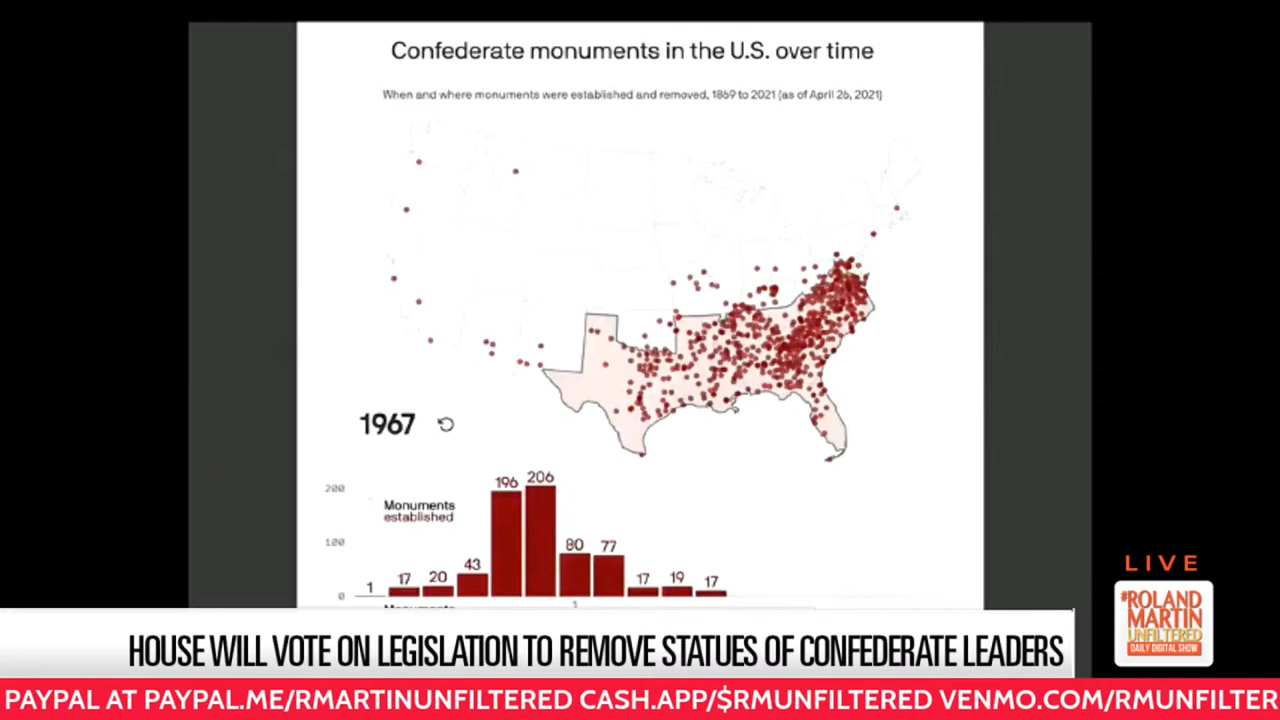 Confederate monuments in the U.S. over time
When and where monuments were established and removed, 1869 to 2021 (as of April 26, 2021)
1967
200
100
0
Monuments
established
1
17
20
43
196
206
80
77
17
19
17
1
LIVE
#ROLAND
MARTIN
UNFILTERED
DAILY DIGITAL SHOW
HOUSE WILL VOTE ON LEGISLATION TO REMOVE STATUES OF CONFEDERATE LEADERS
PAYPAL AT PAYPAL.ME/RMARTINUNFILTERED CASH.APP/$RMUNFILTERED VENMO.COM/RMUNFILTER